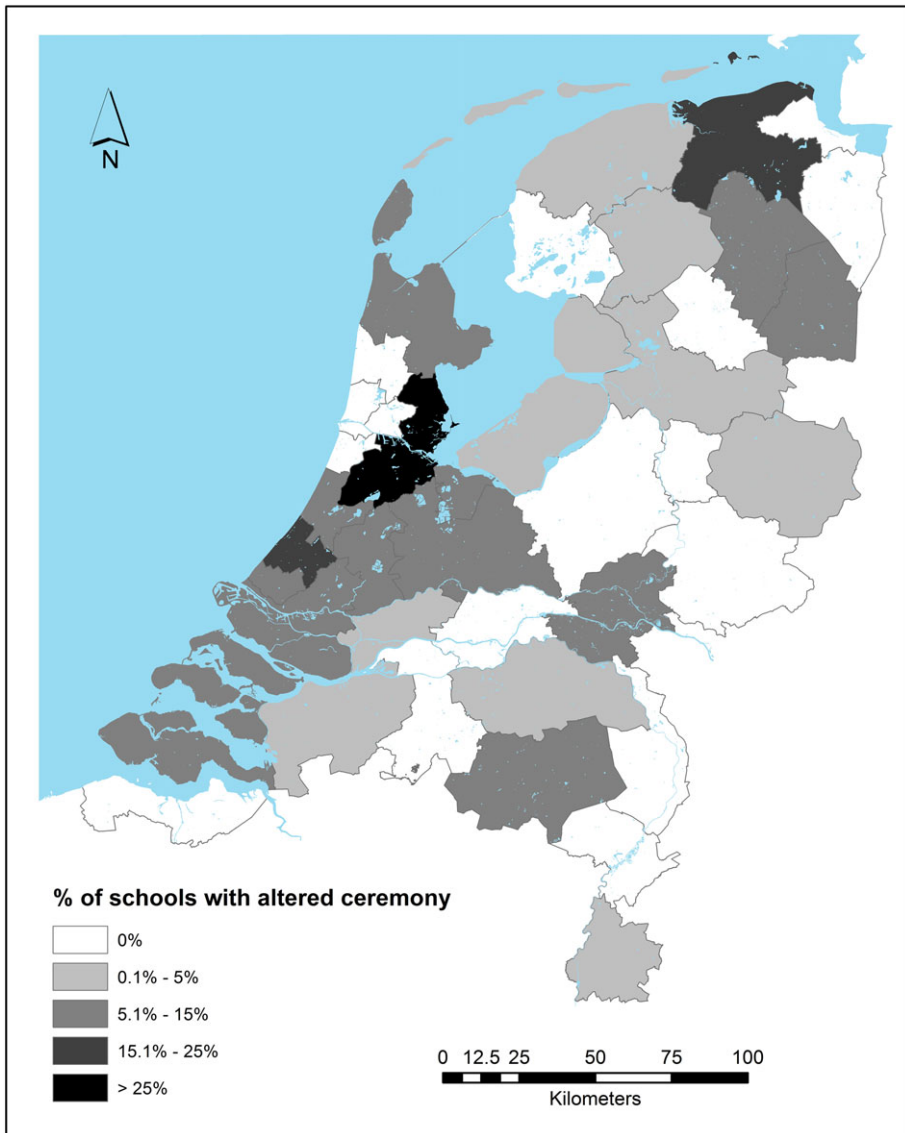 N
% of schools with altered ceremony
0%
0.1% - 5%
5.1% - 15%
15.1% - 25%
> 25%
0 12.5 25 50 75 100
Kilometers